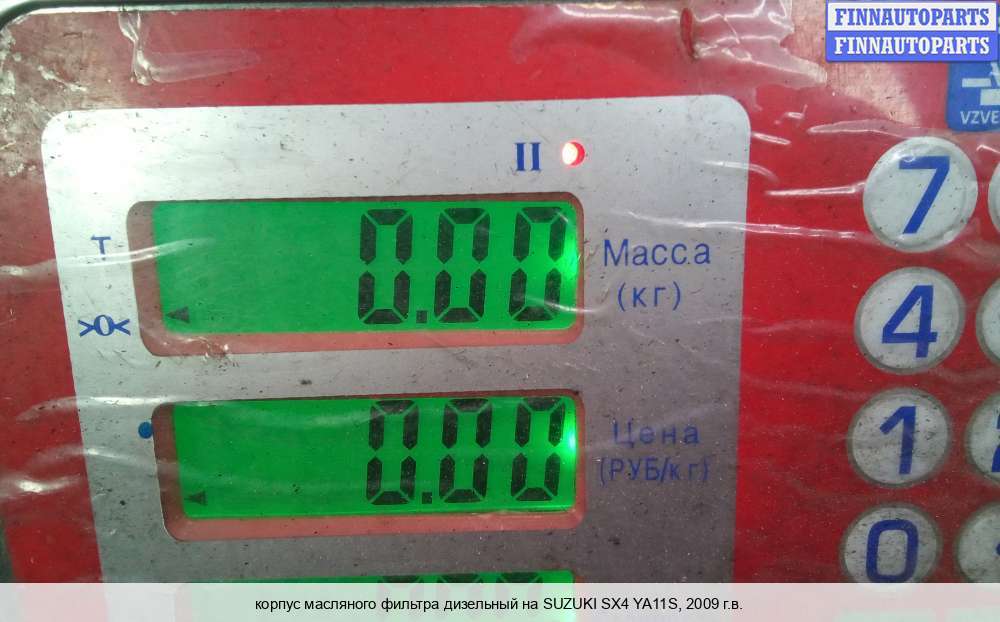 FINNAUTOPARTS
FINNAUTOPARTS
VZVE
II
7
T
0.00
Масса
(кг)
>0<
4
0.00
Цена
(РУБ/кг)
1
0
корпус масляного фильтра дизельный на SUZUKI SX4 YA11S, 2009 г.в.